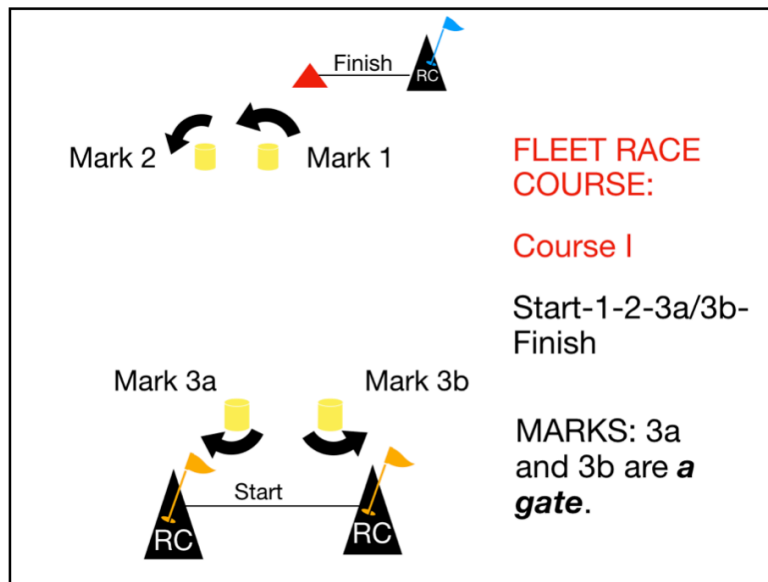 Finish
RC
Mark 2
Mark 1
FLEET RACE
COURSE:
Course I
Start-1-2-3a/3b-
Finish
Mark 3a
Mark 3b
MARKS: 3a
and 3b are a
gate.
Start
RC
RC